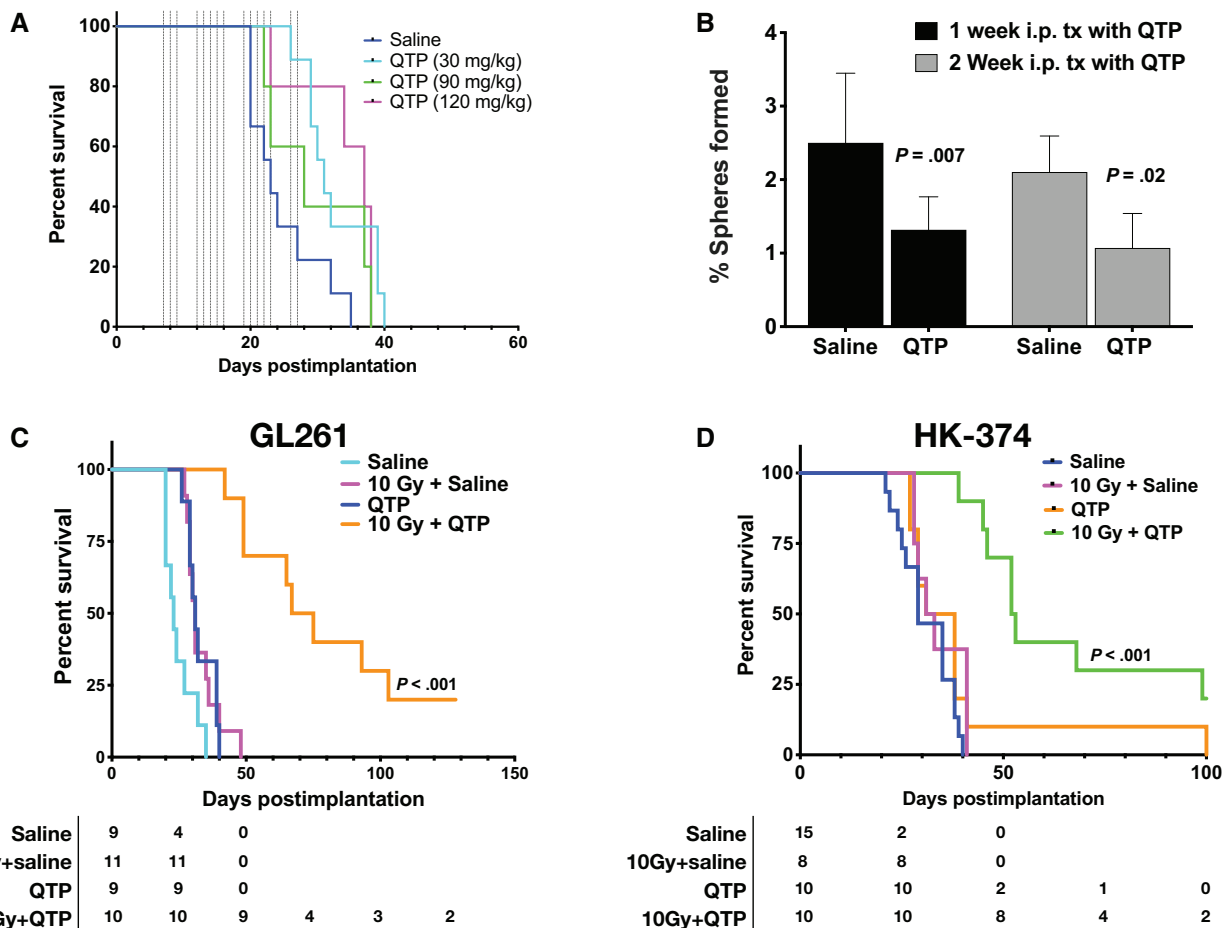 A
100
80
60
40
20
0
Percent survival
0 20 40 60
Days postimplantation
Saline
QTP (30 mg/kg)
QTP (90 mg/kg)
QTP (120 mg/kg)
B
4
3
2
1
0
% Spheres formed
1 week i.p. tx with QTP
2 Week i.p. tx with QTP
P = .007
P = .02
Saline QTP Saline QTP
C
GL261
100
75
50
25
0
Percent survival
Saline
10 Gy + Saline
QTP
10 Gy + QTP
P < .001
0 50 100 150
Days postimplantation
Saline 9 4 0
y+saline 11 11 0
QTP 9 9 0
Gy+QTP 10 10 9 4 3 2
D
HK-374
100
75
50
25
0
Percent survival
Saline
10 Gy + Saline
QTP
10 Gy + QTP
P < .001
0 50 100
Days postimplantation
Saline 15 2 0
10Gy+saline 8 8 0
QTP 10 10 2 1 0
10Gy+QTP 10 10 8 4 2